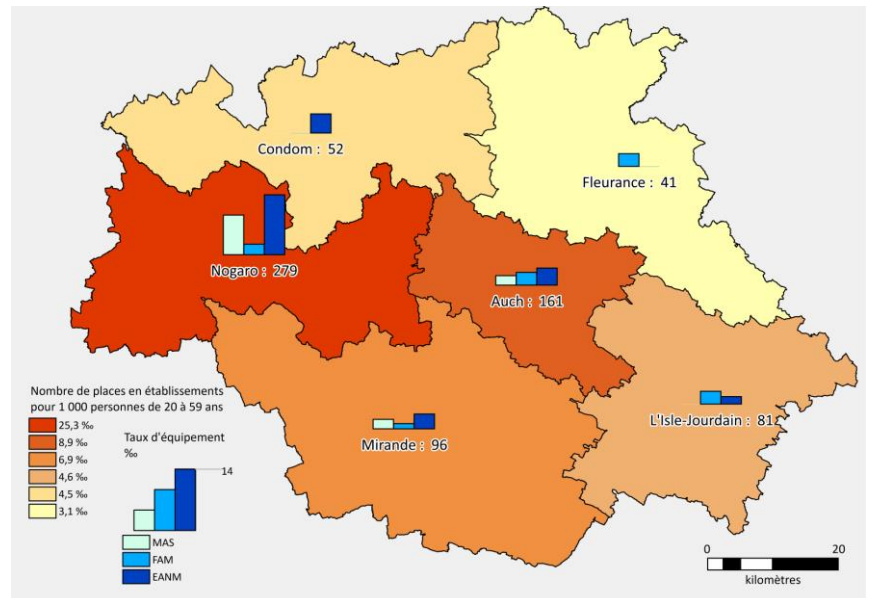 Condom : 52
Fleurance : 41
Nogaro : 279
Auch : 161
L'Isle-Jourdain : 81
Mirande : 96
Nombre de places en établissements
pour 1 000 personnes de 20 à 59 ans
25,3 ‰
8,9 ‰
6,9 ‰
4,6 ‰
4,5 ‰
3,1 ‰
Taux d'équipement
‰
14
MAS
FAM
EANM
0 20
kilomètres